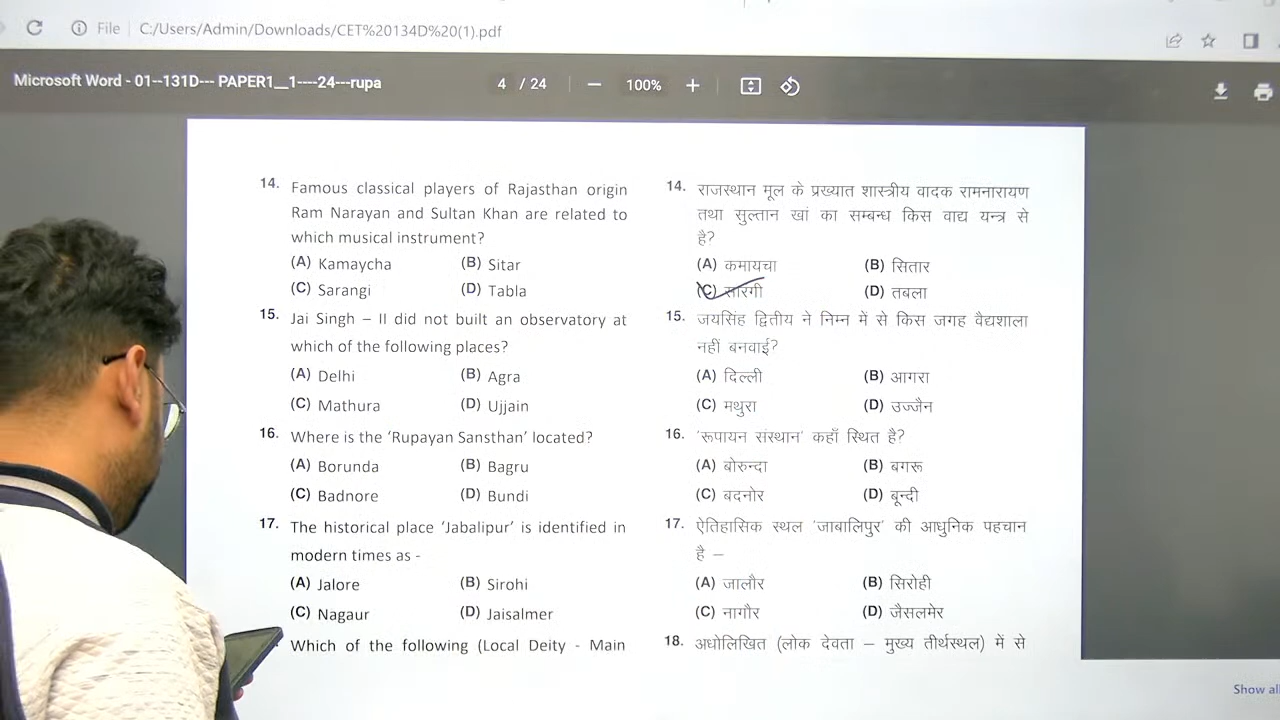 File C:/Users/Admin/Downloads/CET%20134D%20(1).pdf
Microsoft Word - 01--131D--- PAPER1__1----24---rupa 4 / 24 100%
14. Famous classical players of Rajasthan origin
Ram Narayan and Sultan Khan are related to
which musical instrument?
(A) Kamaycha (B) Sitar
(C) Sarangi (D) Tabla
15. Jai Singh – II did not built an observatory at
which of the following places?
(A) Delhi (B) Agra
(C) Mathura (D) Ujjain
16. Where is the ‘Rupayan Sansthan’ located?
(A) Borunda (B) Bagru
(C) Badnore (D) Bundi
17. The historical place ‘Jabalipur’ is identified in
modern times as -
(A) Jalore (B) Sirohi
(C) Nagaur (D) Jaisalmer
Which of the following (Local Deity - Main
14. राजस्थान मूल के प्रख्यात शास्त्रीय वादक रामनारायण
तथा सुल्तान खां का सम्बन्ध किस वाद्य यन्त्र से
है?
(A) कमायचा (B) सितार
(C) सारंगी (D) तबला
15. जयसिंह द्वितीय ने निम्न में से किस जगह वैद्यशाला
नहीं बनवाई?
(A) दिल्ली (B) आगरा
(C) मथुरा (D) उज्जैन
16. ‘रूपायन संस्थान’ कहाँ स्थित है?
(A) बोरुन्दा (B) बगरू
(C) बदनोर (D) बून्दी
17. ऐतिहासिक स्थल ‘जाबालिपुर’ की आधुनिक पहचान
है –
(A) जालौर (B) सिरोही
(C) नागौर (D) जैसलमेर
18. अधोलिखित (लोक देवता – मुख्य तीर्थस्थल) में से
Show all